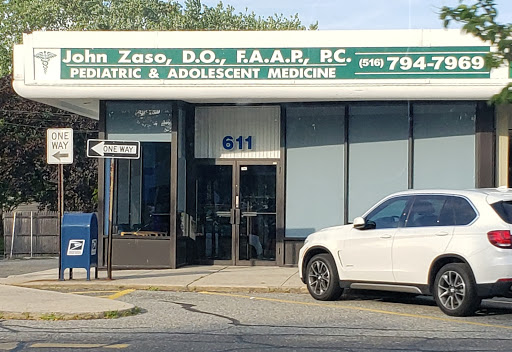 John Zaso, D.O., F.A.A.P., P.C.
PEDIATRIC & ADOLESCENT MEDICINE
(516) 794-7969
611
ONE
WAY
ONE WAY